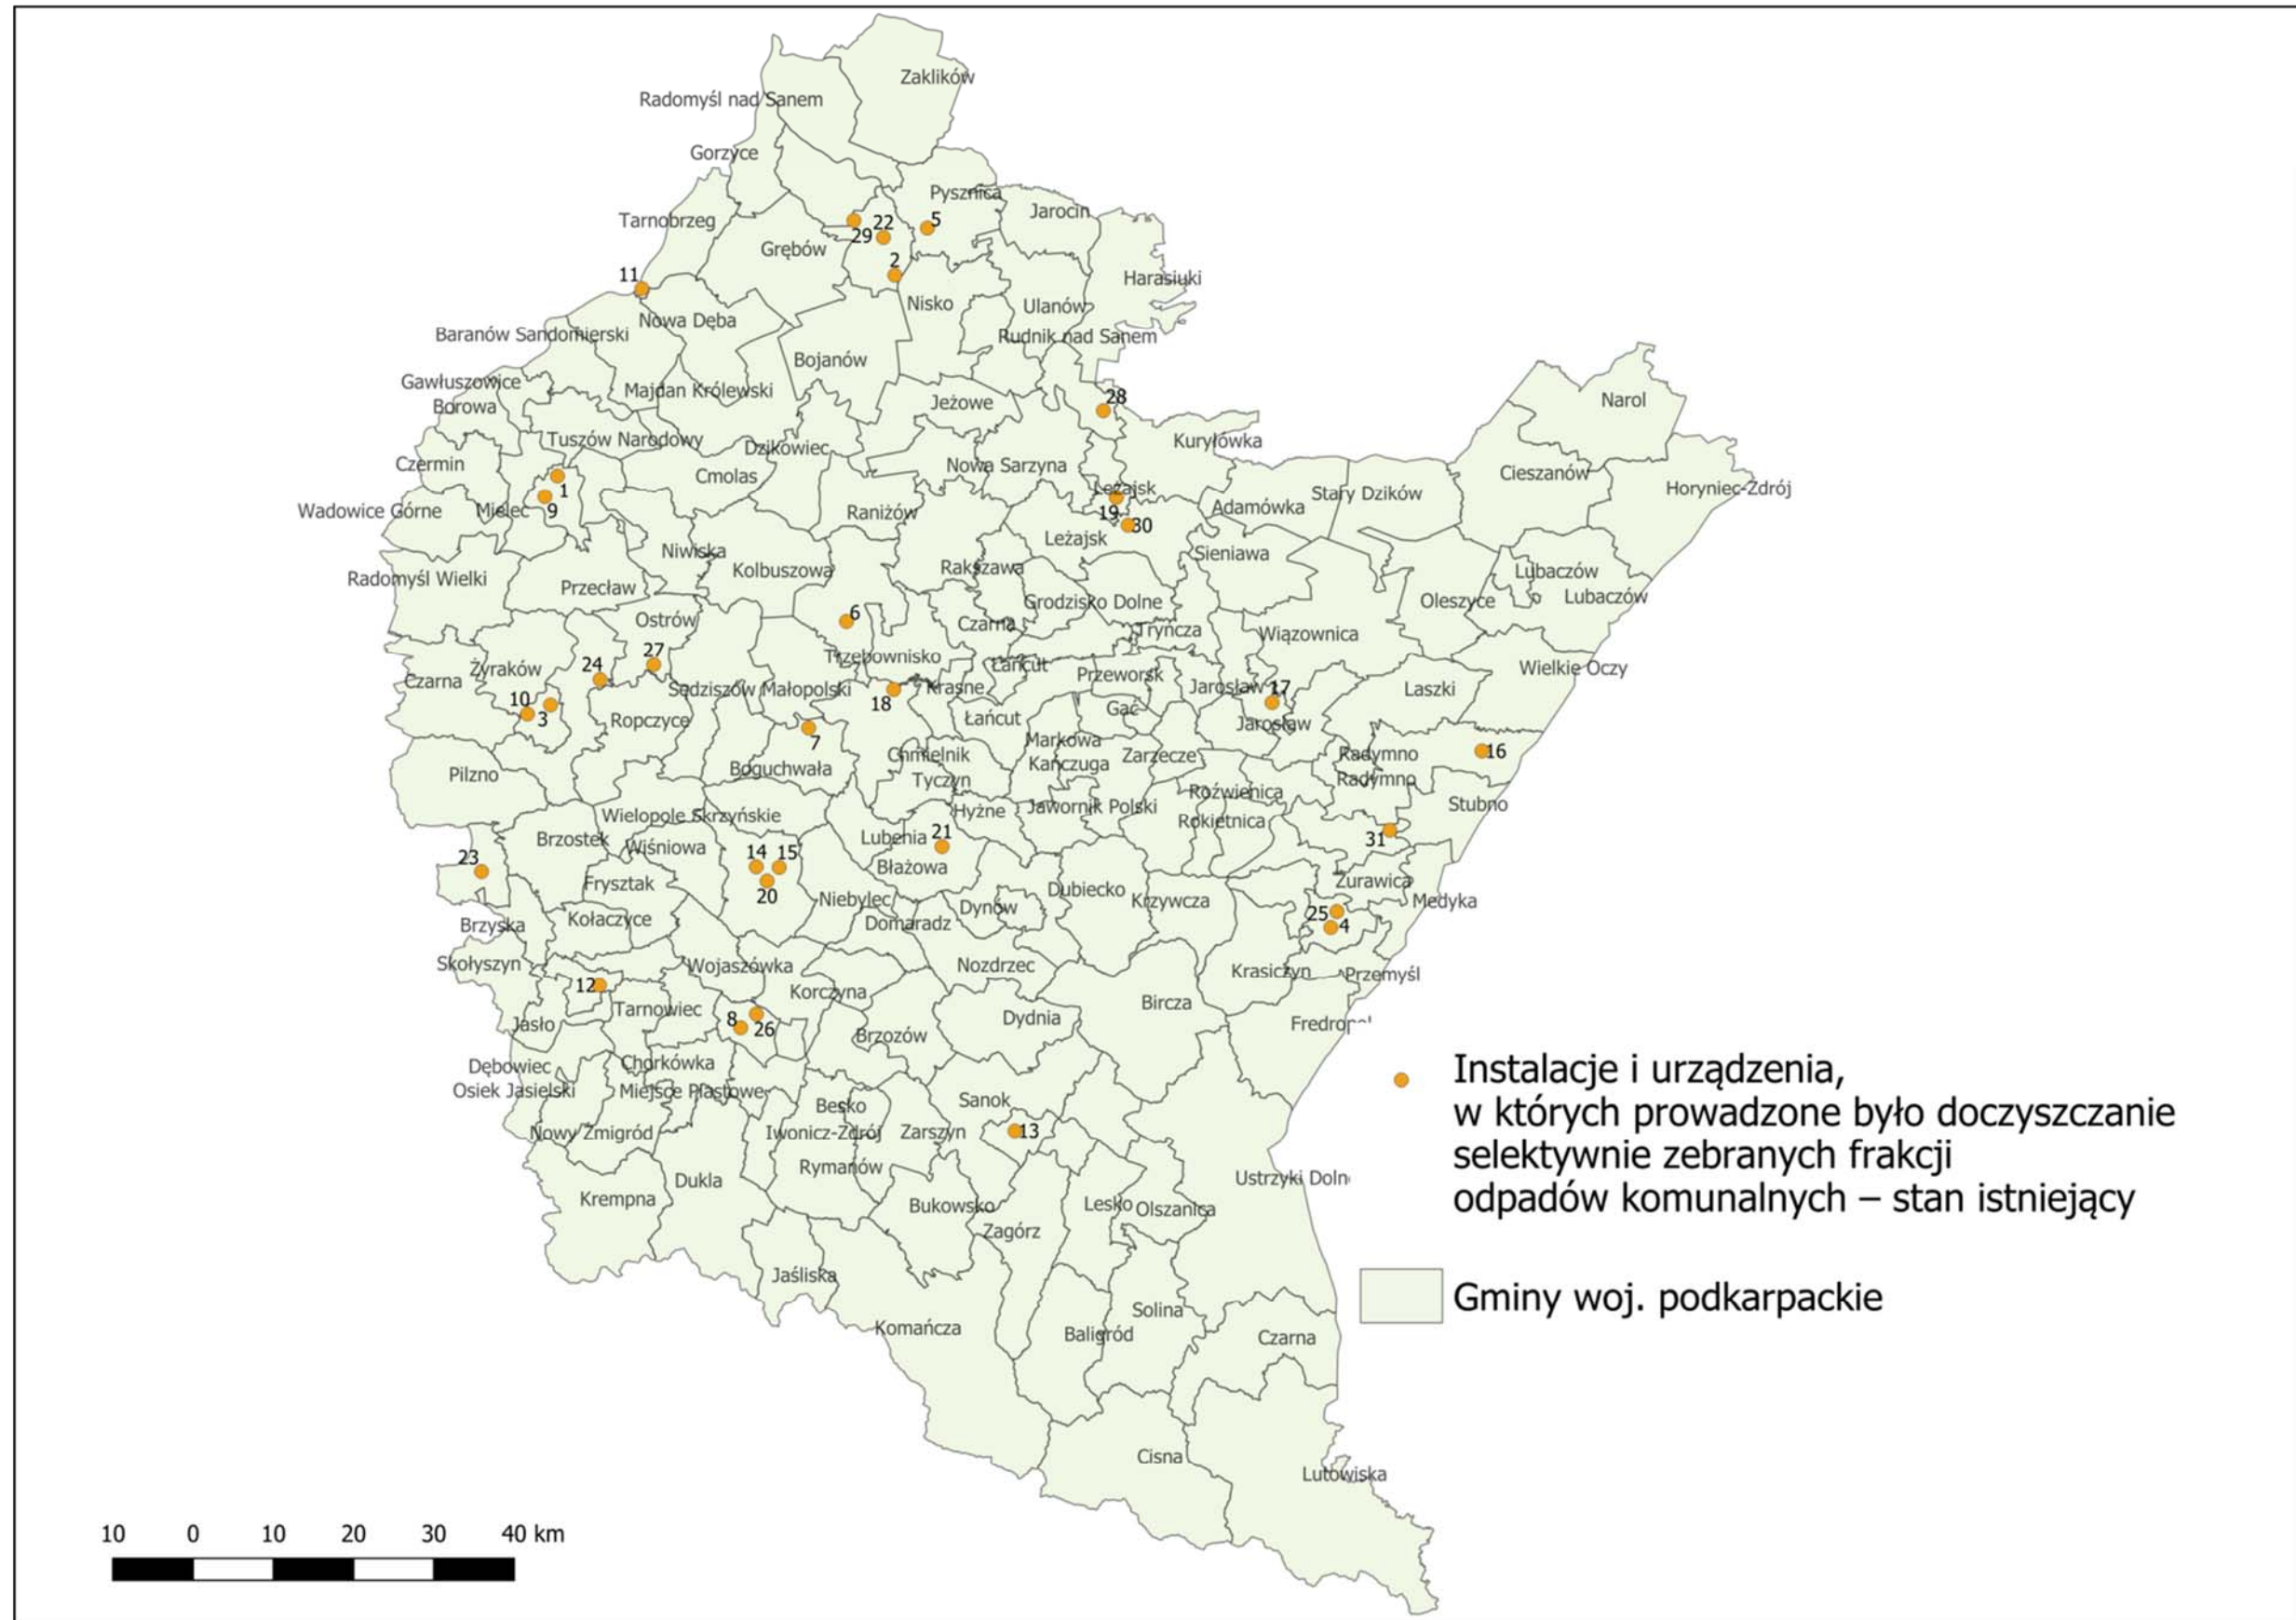 Zaklików
Radomyśl nad Sanem
Gorzyce
Pysznica
Jarocin
Tarnobrzeg
22
5
29
Grębów
2
11
Harasiuki
Nisko
Ulanów
Nowa Dęba
Baranów Sandomierski
Rudnik nad Sanem
Bojanów
Gawłuszowice
Majdan Królewski
Borowa
Jeżowe
28
Narol
Tuszów Narodowy
Dzikowiec
Kuryłówka
Czermin
Cmolas
Nowa Sarzyna
Cieszanów
Leżajsk
Stary Dzików
Horyniec-Zdrój
1
Wadowice Górne
Mielec
9
Raniżów
19
30
Adamówka
Leżajsk
Niwiska
Sieniawa
Kolbuszowa
Rakszawa
Lubaczów
Radomyśl Wielki
Przecław
Lubaczów
Grodzisko Dolne
Oleszyce
Ostrów
6
Czarna
Tryńcza
Wiązownica
27
Trzebownisko
Łańcut
Żyraków
24
Wielkie Oczy
Czarna
Sędziszów Małopolski
Krasne
Przeworsk
Jarosław
17
Laszki
10
3
18
Gać
Ropczyce
Łańcut
Jarosław
7
Markowa
Chmielnik
Zarzecze
Radymno
16
Kańczuga
Boguchwała
Pilzno
Tyczyn
Radymno
Roźwienica
Stubno
Wielopole Skrzyńskie
Hyżne
Jawornik Polski
Rokietnica
Brzostek
Wiśniowa
Lubenia
21
31
14
15
23
Błażowa
Frysztak
20
Niebylec
Dubiecko
Krzywcza
Żurawica
Medyka
Brzyska
Kołaczyce
Domaradz
Dynów
25
4
Skołyszyn
Wojaszówka
Nozdrzec
Krasiczyn
Przemyśl
12
Korczyna
Bircza
Tarnowiec
Jasło
8
26
Brzozów
Dydnia
Dębowiec
Chorkówka
Osiek Jasielski
Miejsce Piastowe
Besko
Sanok
Nowy Żmigród
Iwonicz-Zdrój
Zarszyn
13
Rymanów
Dukla
Ustrzyki Doln
Krempna
Bukowsko
Lesko
Olszanica
Zagórz
Jaśliska
Solina
Komańcza
Baligród
Czarna
Cisna
Lutowiska
Instalacje i urządzenia,
w których prowadzone było doczyszczanie
selektywnie zebranych frakcji
odpadów komunalnych – stan istniejący
Gminy woj. podkarpackie
10 0 10 20 30 40 km